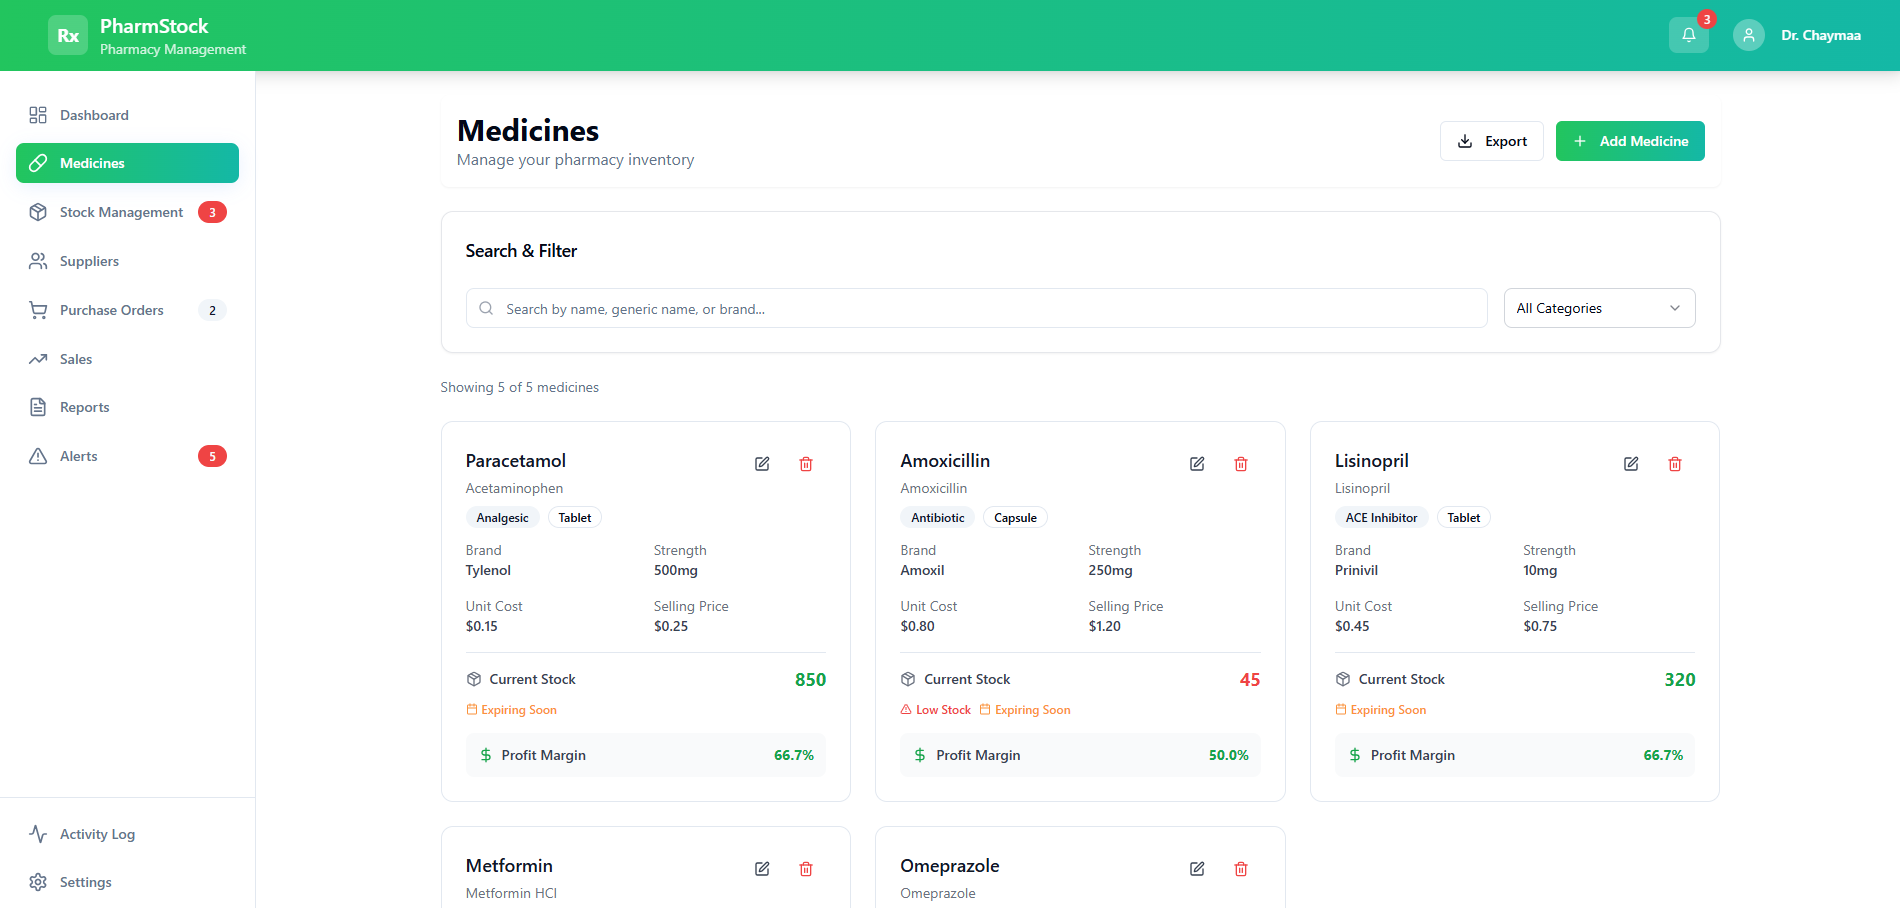 Rx
PharmStock
Pharmacy Management
3
Dr. Chaymaa
Dashboard
Medicines
Stock Management 3
Suppliers
Purchase Orders 2
Sales
Reports
Alerts 5
Activity Log
Settings
Medicines
Manage your pharmacy inventory
Export
Add Medicine
Search & Filter
Search by name, generic name, or brand...
All Categories
Showing 5 of 5 medicines
Paracetamol
Acetaminophen
Analgesic Tablet
Brand Strength
Tylenol 500mg
Unit Cost Selling Price
$0.15 $0.25
Current Stock 850
Expiring Soon
Profit Margin 66.7%
Amoxicillin
Amoxicillin
Antibiotic Capsule
Brand Strength
Amoxil 250mg
Unit Cost Selling Price
$0.80 $1.20
Current Stock 45
Low Stock Expiring Soon
Profit Margin 50.0%
Lisinopril
Lisinopril
ACE Inhibitor Tablet
Brand Strength
Prinivil 10mg
Unit Cost Selling Price
$0.45 $0.75
Current Stock 320
Expiring Soon
Profit Margin 66.7%
Metformin
Metformin HCl
Omeprazole
Omeprazole